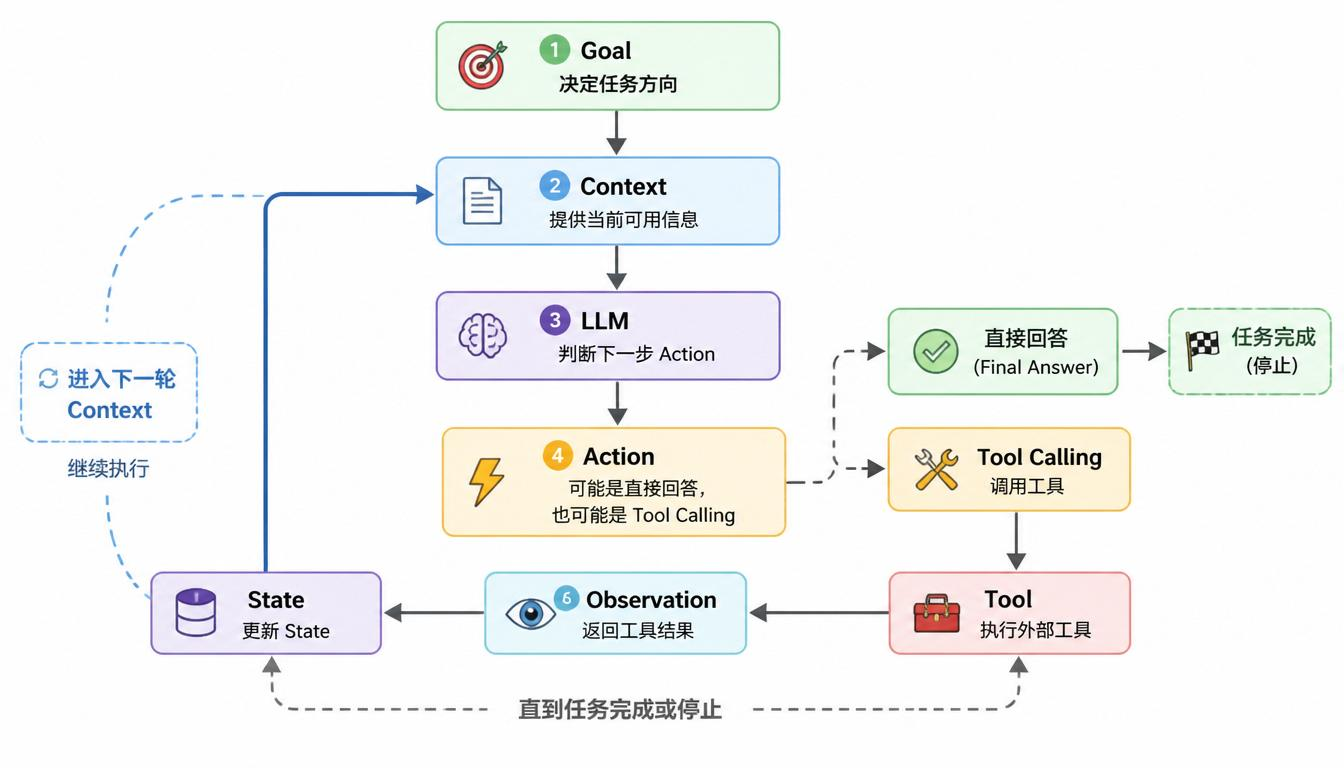 1 Goal
决定任务方向
2 Context
提供当前可用信息
3 LLM
判断下一步 Action
4 Action
可能是直接回答，
也可能是 Tool Calling
直接回答
(Final Answer)
任务完成
(停止)
Tool Calling
调用工具
Tool
执行外部工具
6 Observation
返回工具结果
State
更新 State
进入下一轮
Context
继续执行
直到任务完成或停止